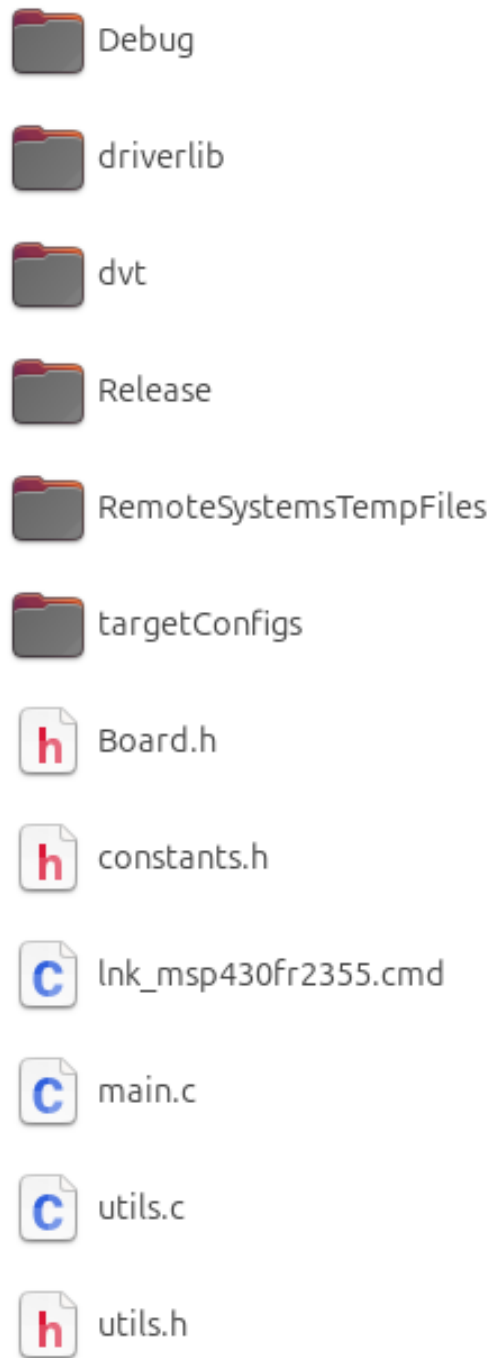 Debug
driverlib
dvt
Release
RemoteSystemsTempFiles
targetConfigs
h Board.h
h constants.h
C lnk_msp430fr2355.cmd
C main.c
C utils.c
h utils.h